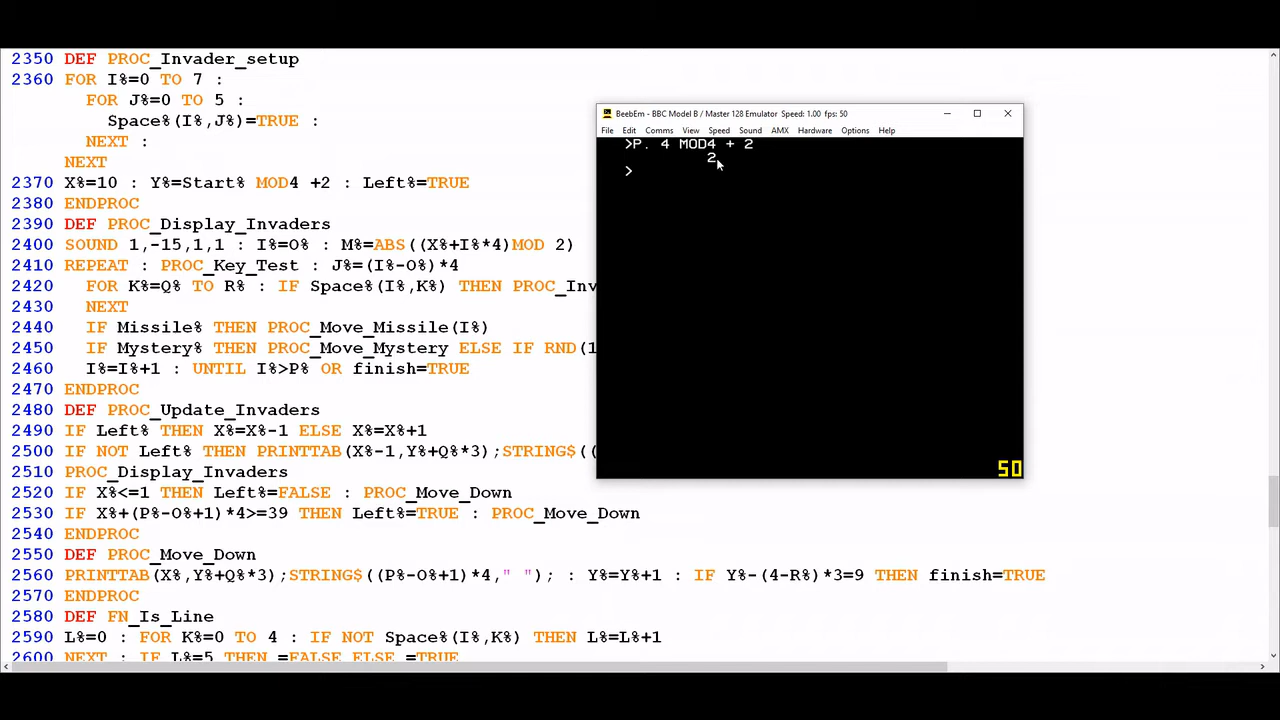 2350 DEF PROC_Invader_setup
2360 FOR I%=0 TO 7 :
FOR J%=0 TO 5 :
Space%(I%,J%)=TRUE :
NEXT :
NEXT
2370 X%=10 : Y%=Start% MOD4 +2 : Left%=TRUE
2380 ENDPROC
2390 DEF PROC_Display_Invaders
2400 SOUND 1,-15,1,1 : I%=O% : M%=ABS((X%+I%*4)MOD 2)
2410 REPEAT : PROC_Key_Test : J%=(I%-O%)*4
2420 FOR K%=Q% TO R% : IF Space%(I%,K%) THEN PROC_Inv
2430 NEXT
2440 IF Missile% THEN PROC_Move_Missile(I%)
2450 IF Mystery% THEN PROC_Move_Mystery ELSE IF RND(1
2460 I%=I%+1 : UNTIL I%>P% OR finish=TRUE
2470 ENDPROC
2480 DEF PROC_Update_Invaders
2490 IF Left% THEN X%=X%-1 ELSE X%=X%+1
2500 IF NOT Left% THEN PRINTTAB(X%-1,Y%+Q%*3);STRING$((
2510 PROC_Display_Invaders
2520 IF X%<=1 THEN Left%=FALSE : PROC_Move_Down
2530 IF X%+(P%-O%+1)*4>=39 THEN Left%=TRUE : PROC_Move_Down
2540 ENDPROC
2550 DEF PROC_Move_Down
2560 PRINTTAB(X%,Y%+Q%*3);STRING$((P%-O%+1)*4," "); : Y%=Y%+1 : IF Y%-(4-R%)*3=9 THEN finish=TRUE
2570 ENDPROC
2580 DEF FN_Is_Line
2590 L%=0 : FOR K%=0 TO 4 : IF NOT Space%(I%,K%) THEN L%=L%+1
2600 NEXT : IF L%=5 THEN =FALSE ELSE =TRUE
BeebEm - BBC Model B / Master 128 Emulator Speed: 1.00 fps: 50
File Edit Comms View Speed Sound AMX Hardware Options Help
>P. 4 MOD4 + 2
2
>
50